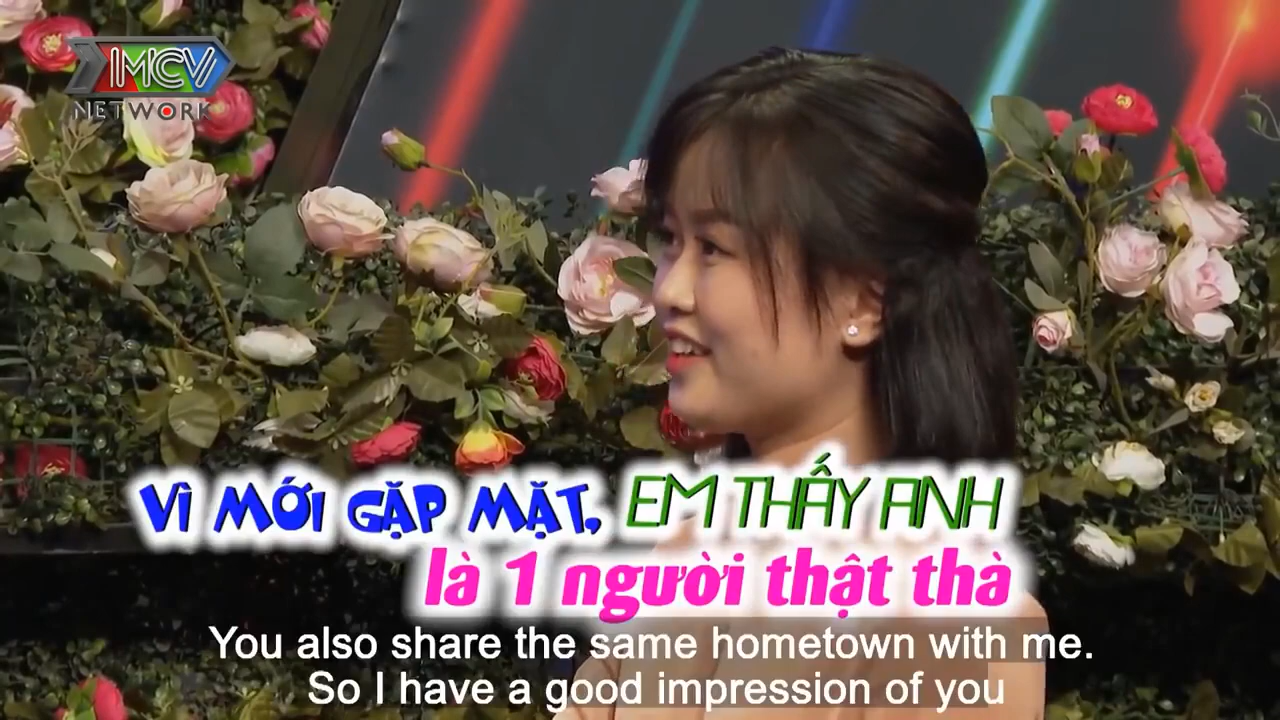 MCV
NETWORK
VÌ MỚI GẶP MẶT, EM THẤY ANH
là 1 người thật thà
You also share the same hometown with me.
So I have a good impression of you